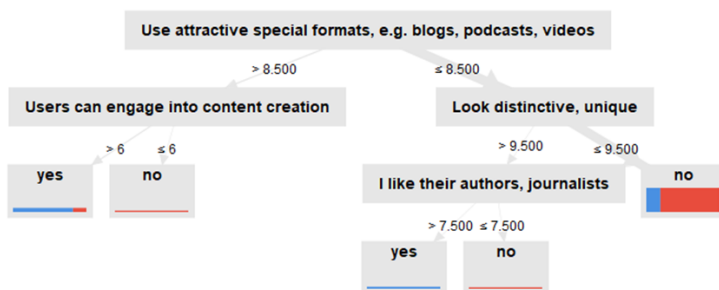 Use attractive special formats, e.g. blogs, podcasts, videos
> 8.500
≤ 8.500
Users can engage into content creation
Look distinctive, unique
> 6
≤ 6
> 9.500
≤ 9.500
yes
no
I like their authors, journalists
no
> 7.500
≤ 7.500
yes
no